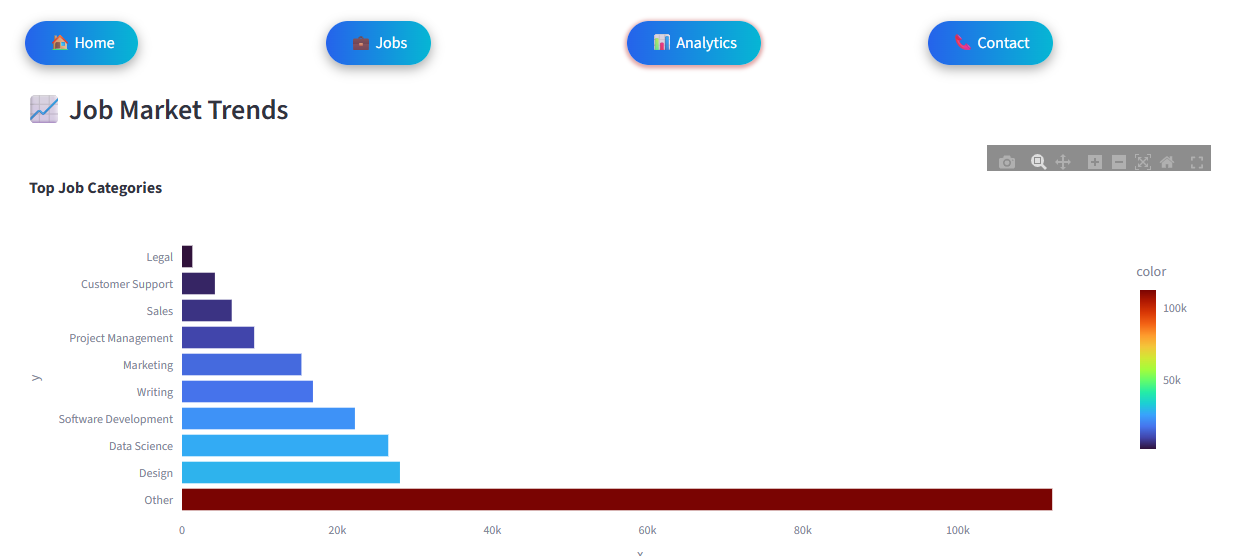 Home Jobs Analytics Contact
Job Market Trends
Top Job Categories
Legal
Customer Support
Sales
Project Management
Marketing
Writing
Software Development
Data Science
Design
Other
y
0 20k 40k 60k 80k 100k
color
100k
50k